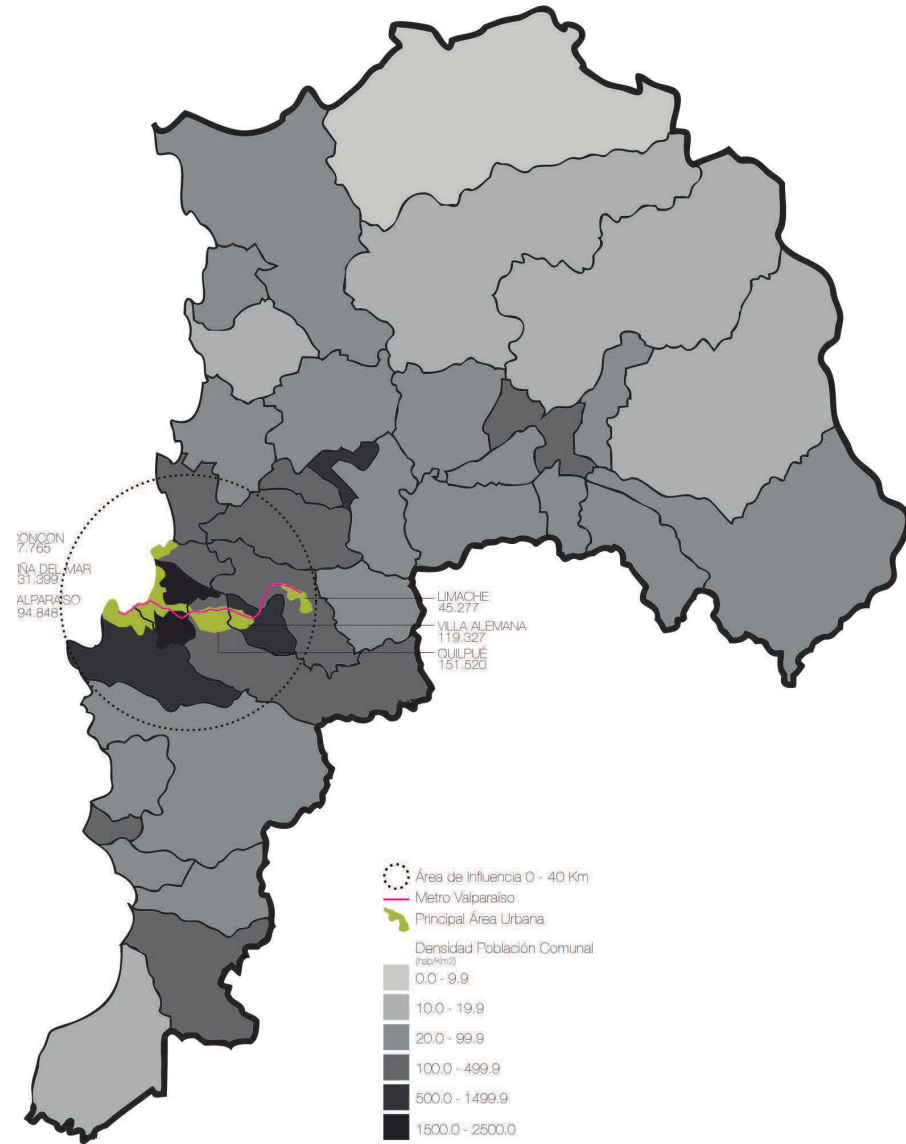 ONCON
7.765
IÑA DEL MAR
31.399
ALPARAISO
94.848
LIMACHE
45.277
VILLA ALEMANA
119.327
QUILPUÉ
151.520
Área de Influencia 0 - 40 Km
Metro Valparaíso
Principal Área Urbana
Densidad Población Comunal
(hab/Km2)
0.0 - 9.9
10.0 - 19.9
20.0 - 99.9
100.0 - 499.9
500.0 - 1499.9
1500.0 - 2500.0